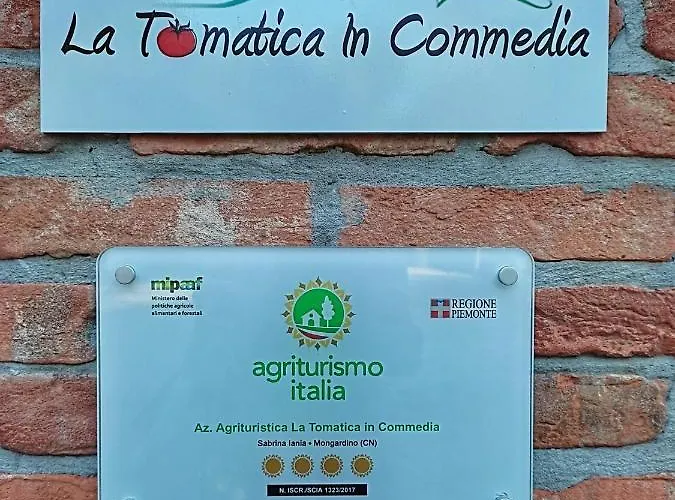 La Tomatica In Commedia
mipaaf
Ministero delle
politiche agricole
alimentari e forestali
REGIONE
PIEMONTE
agriturismo
italia
Az. Agrituristica La Tomatica in Commedia
Sabrina Iania • Mongardino (CN)
N. ISCR./SCIA 1323/2017